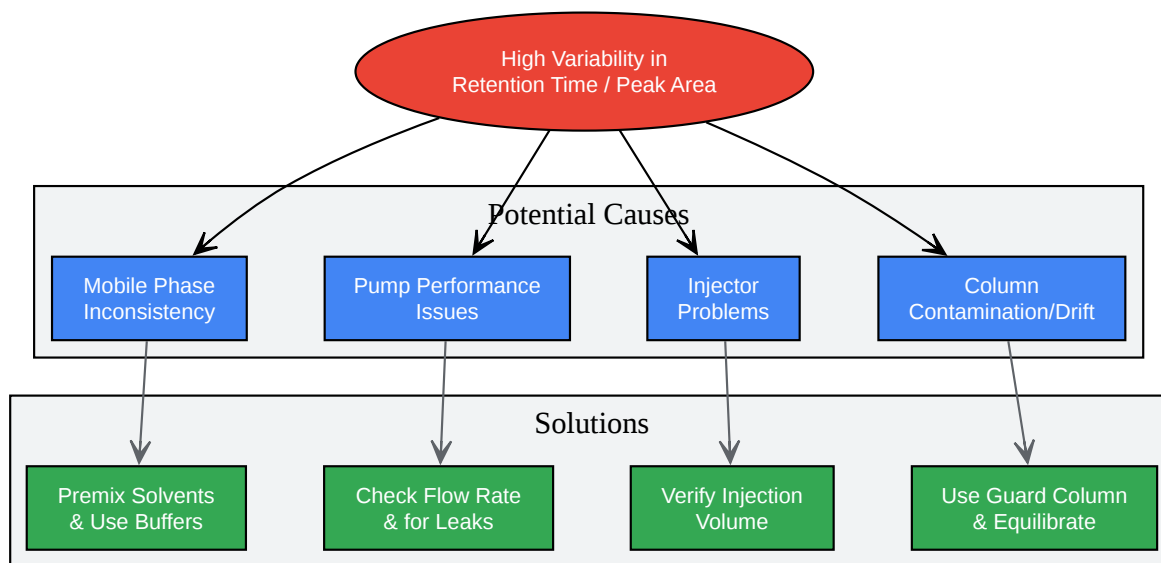 High Variability in
Retention Time / Peak Area
Potential Causes
Mobile Phase
Inconsistency
Pump Performance
Issues
Injector
Problems
Column
Contamination/Drift
Solutions
Premix Solvents
& Use Buffers
Check Flow Rate
& for Leaks
Verify Injection
Volume
Use Guard Column
& Equilibrate